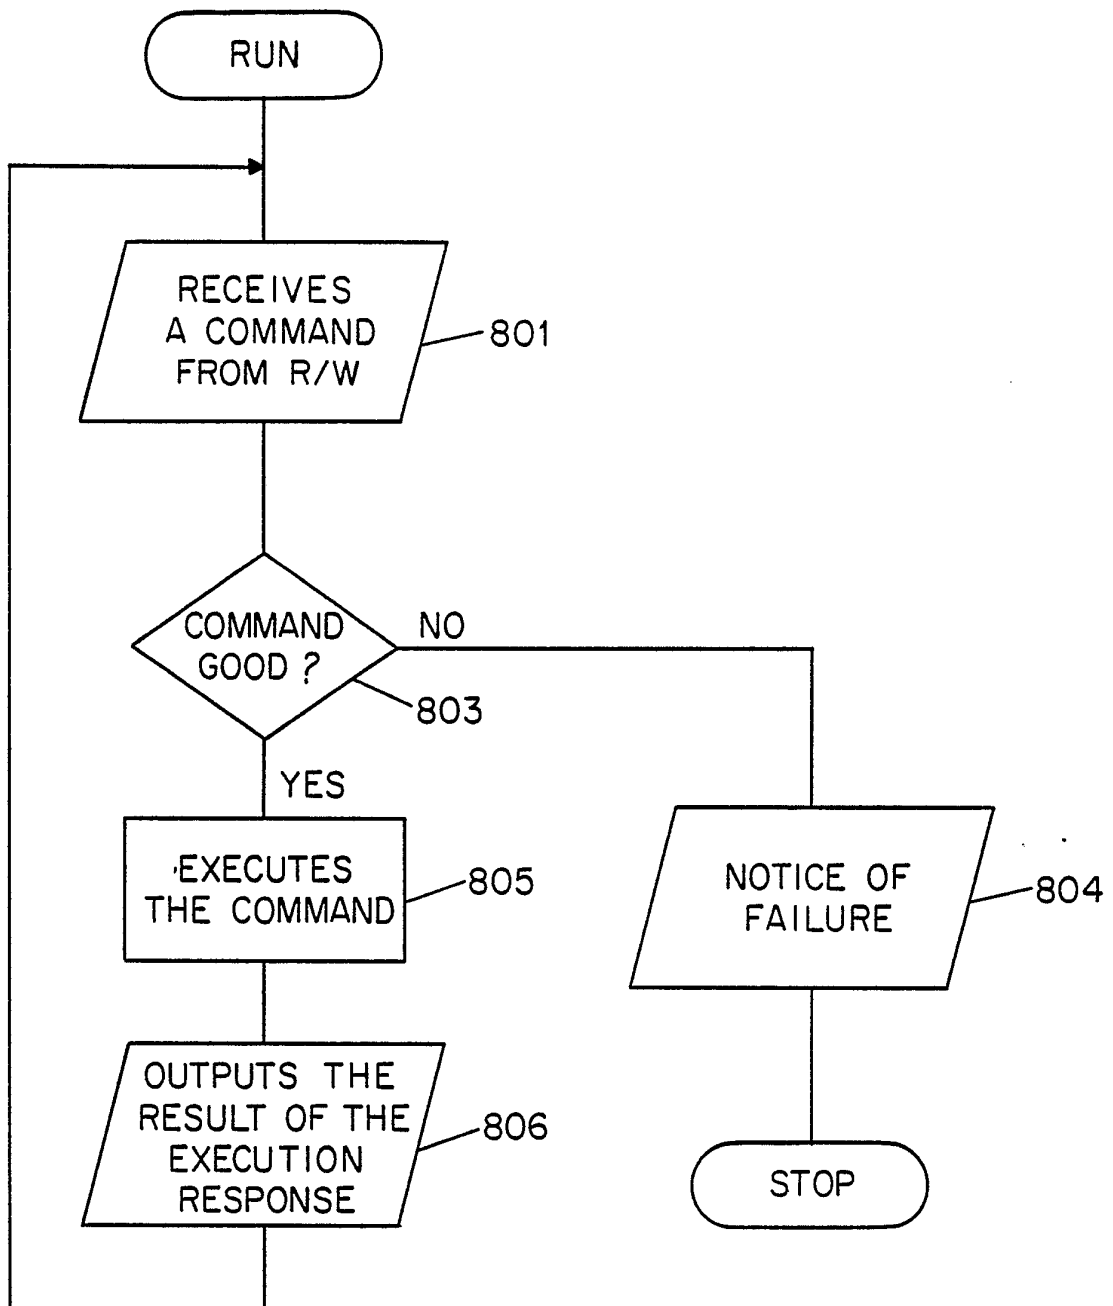 RUN
RECEIVES
A COMMAND
FROM R/W
801
COMMAND
GOOD ?
NO
803
YES
EXECUTES
THE COMMAND
805
NOTICE OF
FAILURE
804
OUTPUTS THE
RESULT OF THE
EXECUTION
RESPONSE
806
STOP